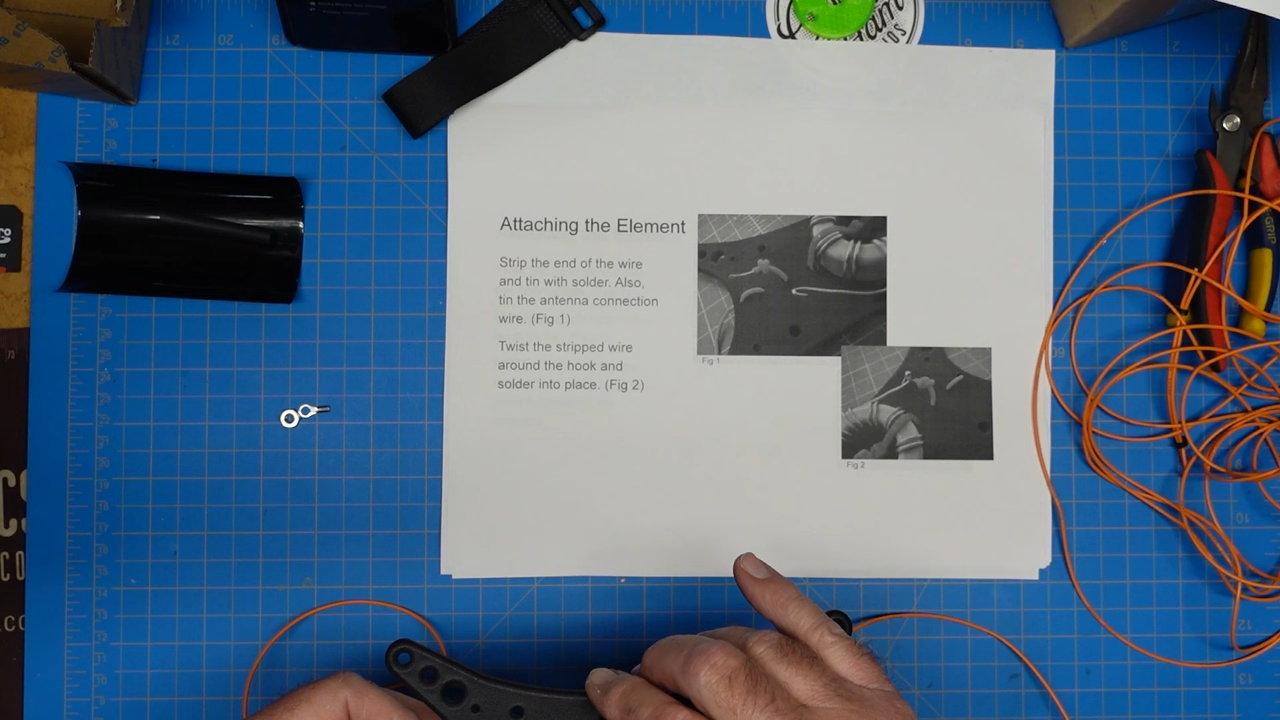 Attaching the Element
Strip the end of the wire
and tin with solder. Also,
tin the antenna connection
wire. (Fig 1)
Twist the stripped wire
around the hook and
solder into place. (Fig 2)
Fig 1
Fig 2